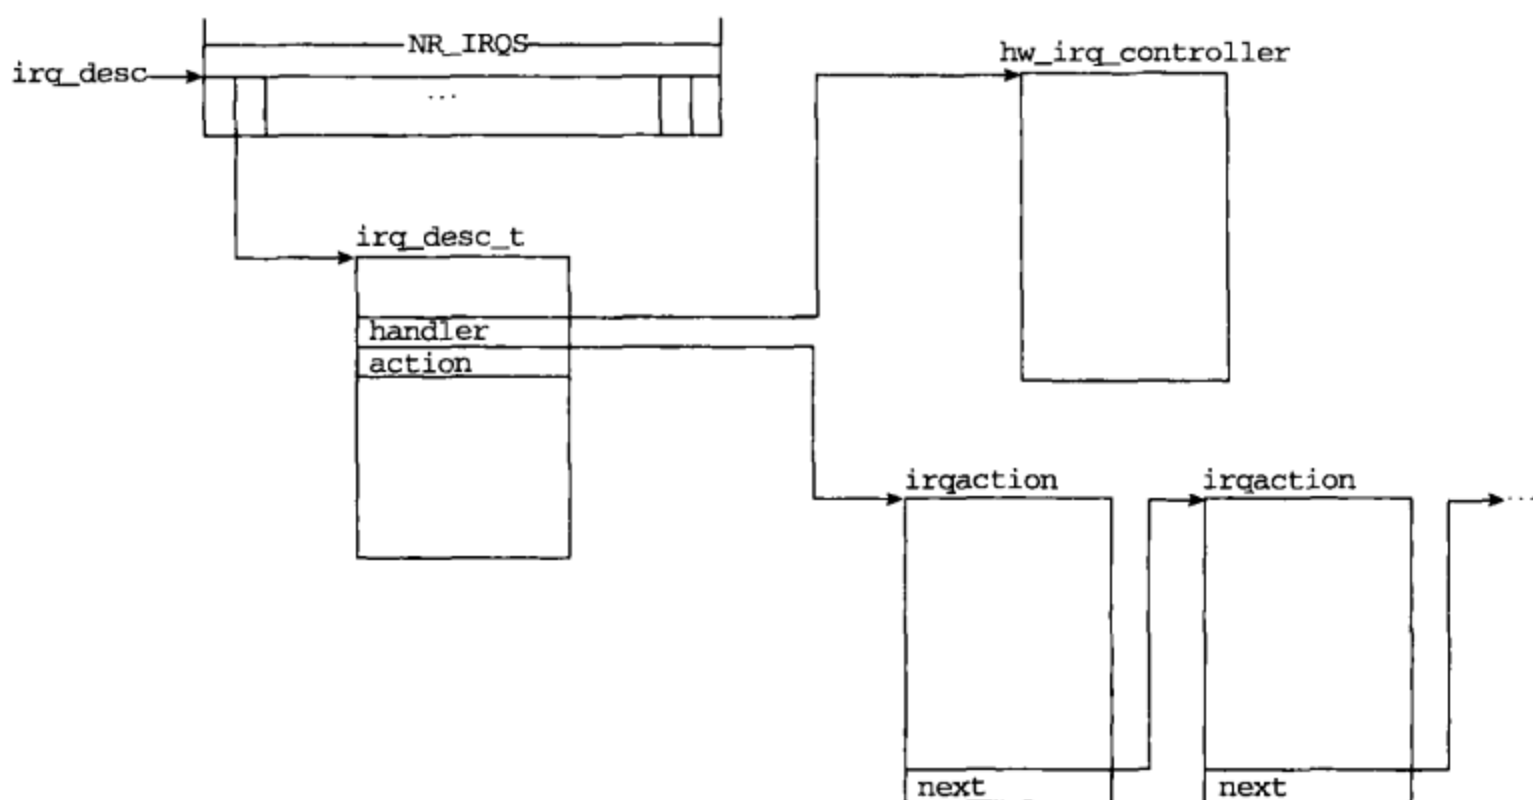 NR_IRQS
irq_desc
...
hw_irq_controller
irq_desc_t
handler
action
irqaction
irqaction
...
next
next